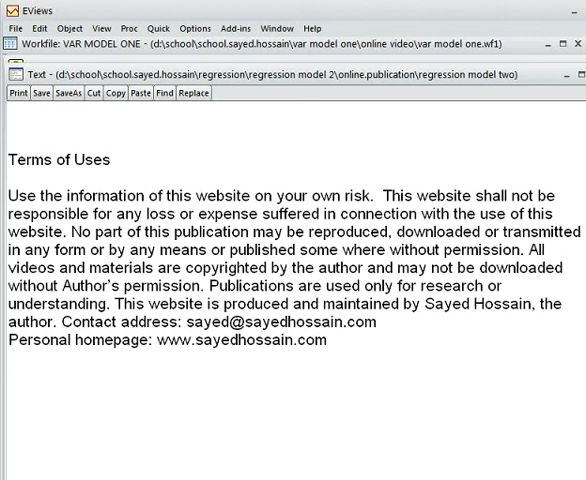 EViews
File Edit Object View Proc Quick Options Add-ins Window Help
Workfile: VAR MODEL ONE - (d:\school\school.sayed.hossain\var model one\online video\var model one.wf1)
Text - (d:\school\school.sayed.hossain\regression\regression model 2\online.publication\regression model two)
Print Save SaveAs Cut Copy Paste Find Replace
Terms of Uses
Use the information of this website on your own risk. This website shall not be
responsible for any loss or expense suffered in connection with the use of this
website. No part of this publication may be reproduced, downloaded or transmitted
in any form or by any means or published some where without permission. All
videos and materials are copyrighted by the author and may not be downloaded
without Author's permission. Publications are used only for research or
understanding. This website is produced and maintained by Sayed Hossain, the
author. Contact address: sayed@sayedhossain.com
Personal homepage: www.sayedhossain.com